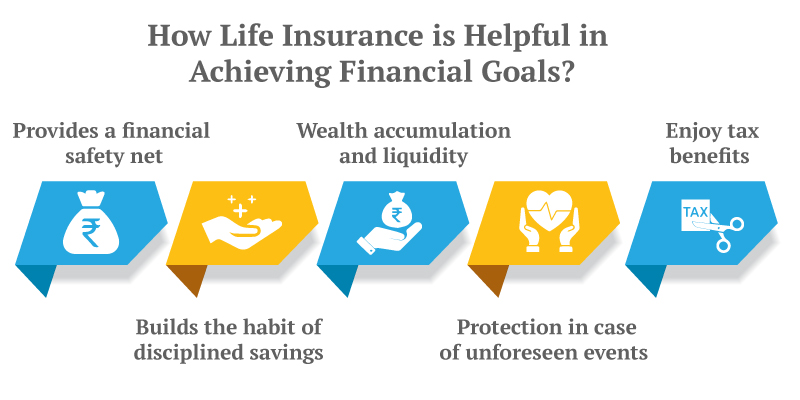 How Life Insurance is Helpful in
Achieving Financial Goals?
Provides a financial
safety net
Builds the habit of
disciplined savings
Wealth accumulation
and liquidity
Protection in case
of unforeseen events
Enjoy tax
benefits
₹
₹
TAX